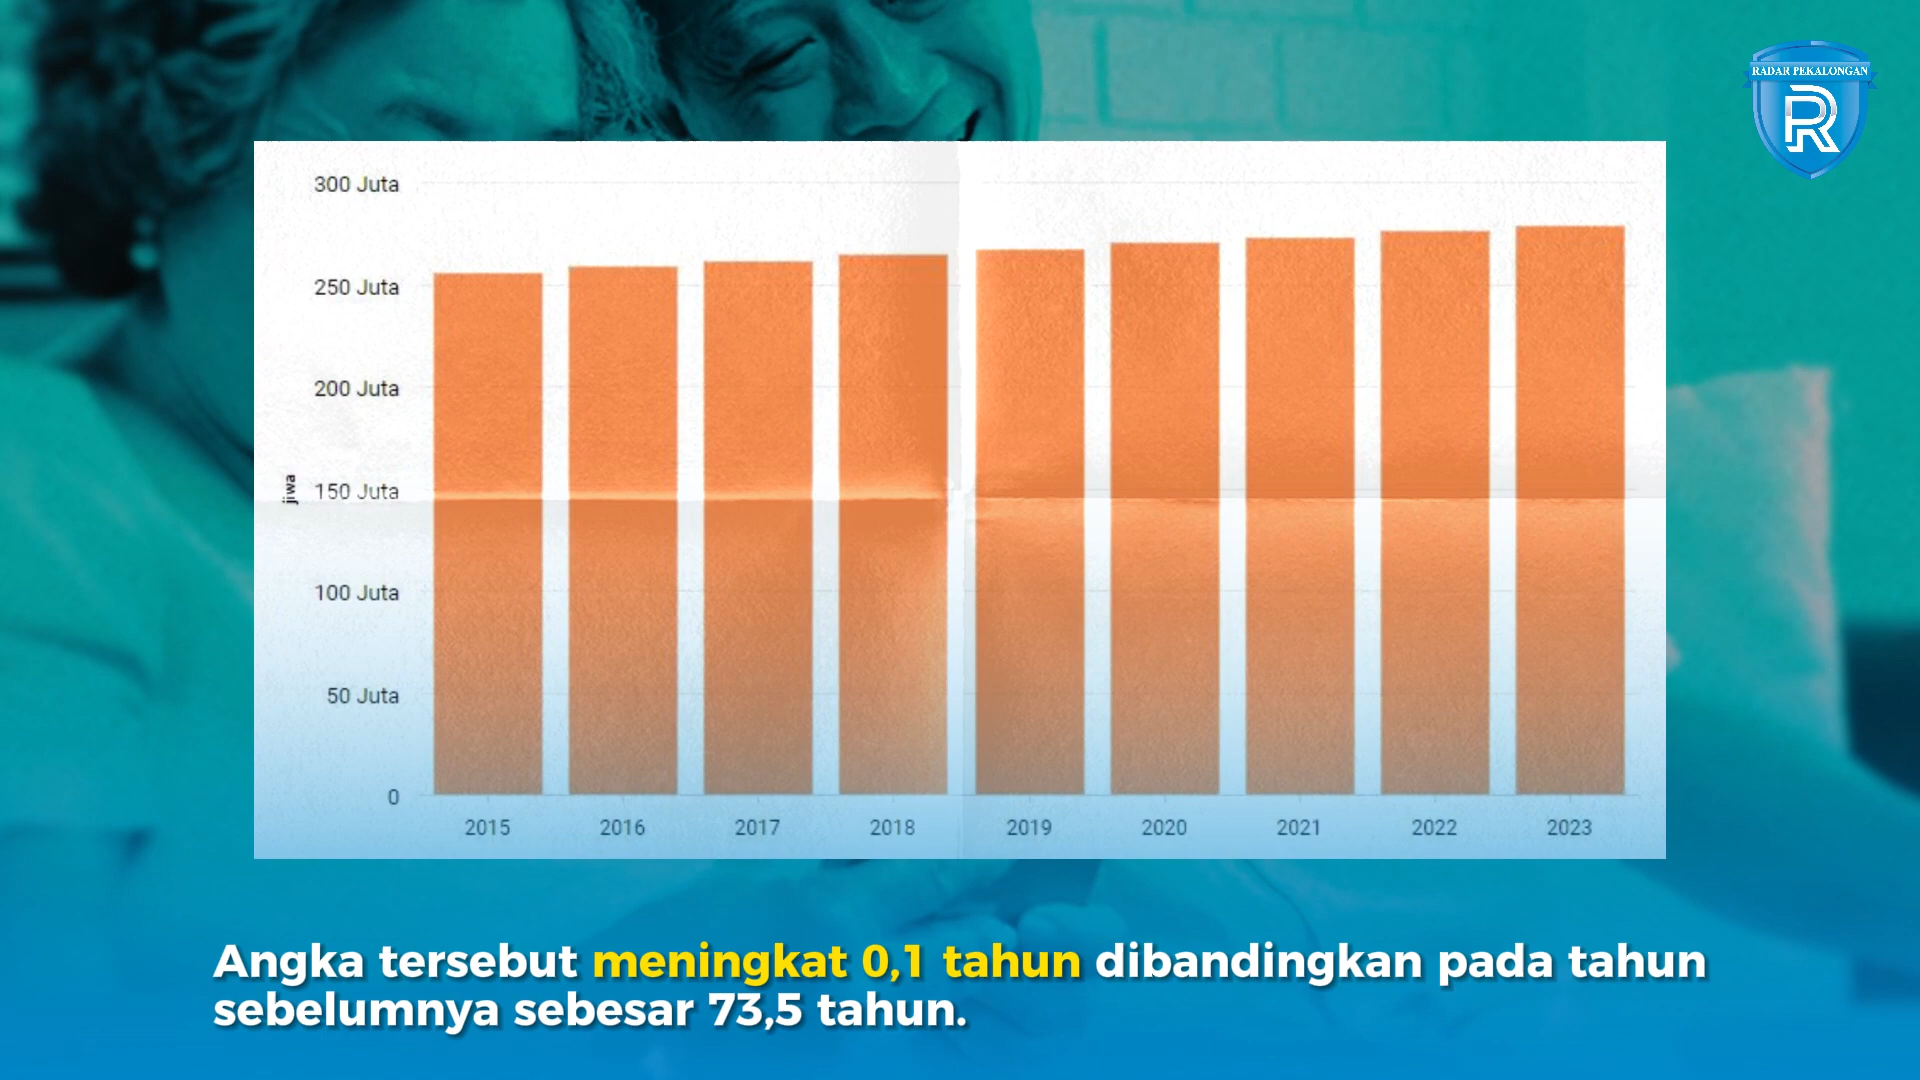 RADAR PEKALONGAN
R
300 Juta
250 Juta
200 Juta
150 Juta
100 Juta
50 Juta
0
jiwa
2015 2016 2017 2018 2019 2020 2021 2022 2023
Angka tersebut meningkat 0,1 tahun dibandingkan pada tahun
sebelumnya sebesar 73,5 tahun.